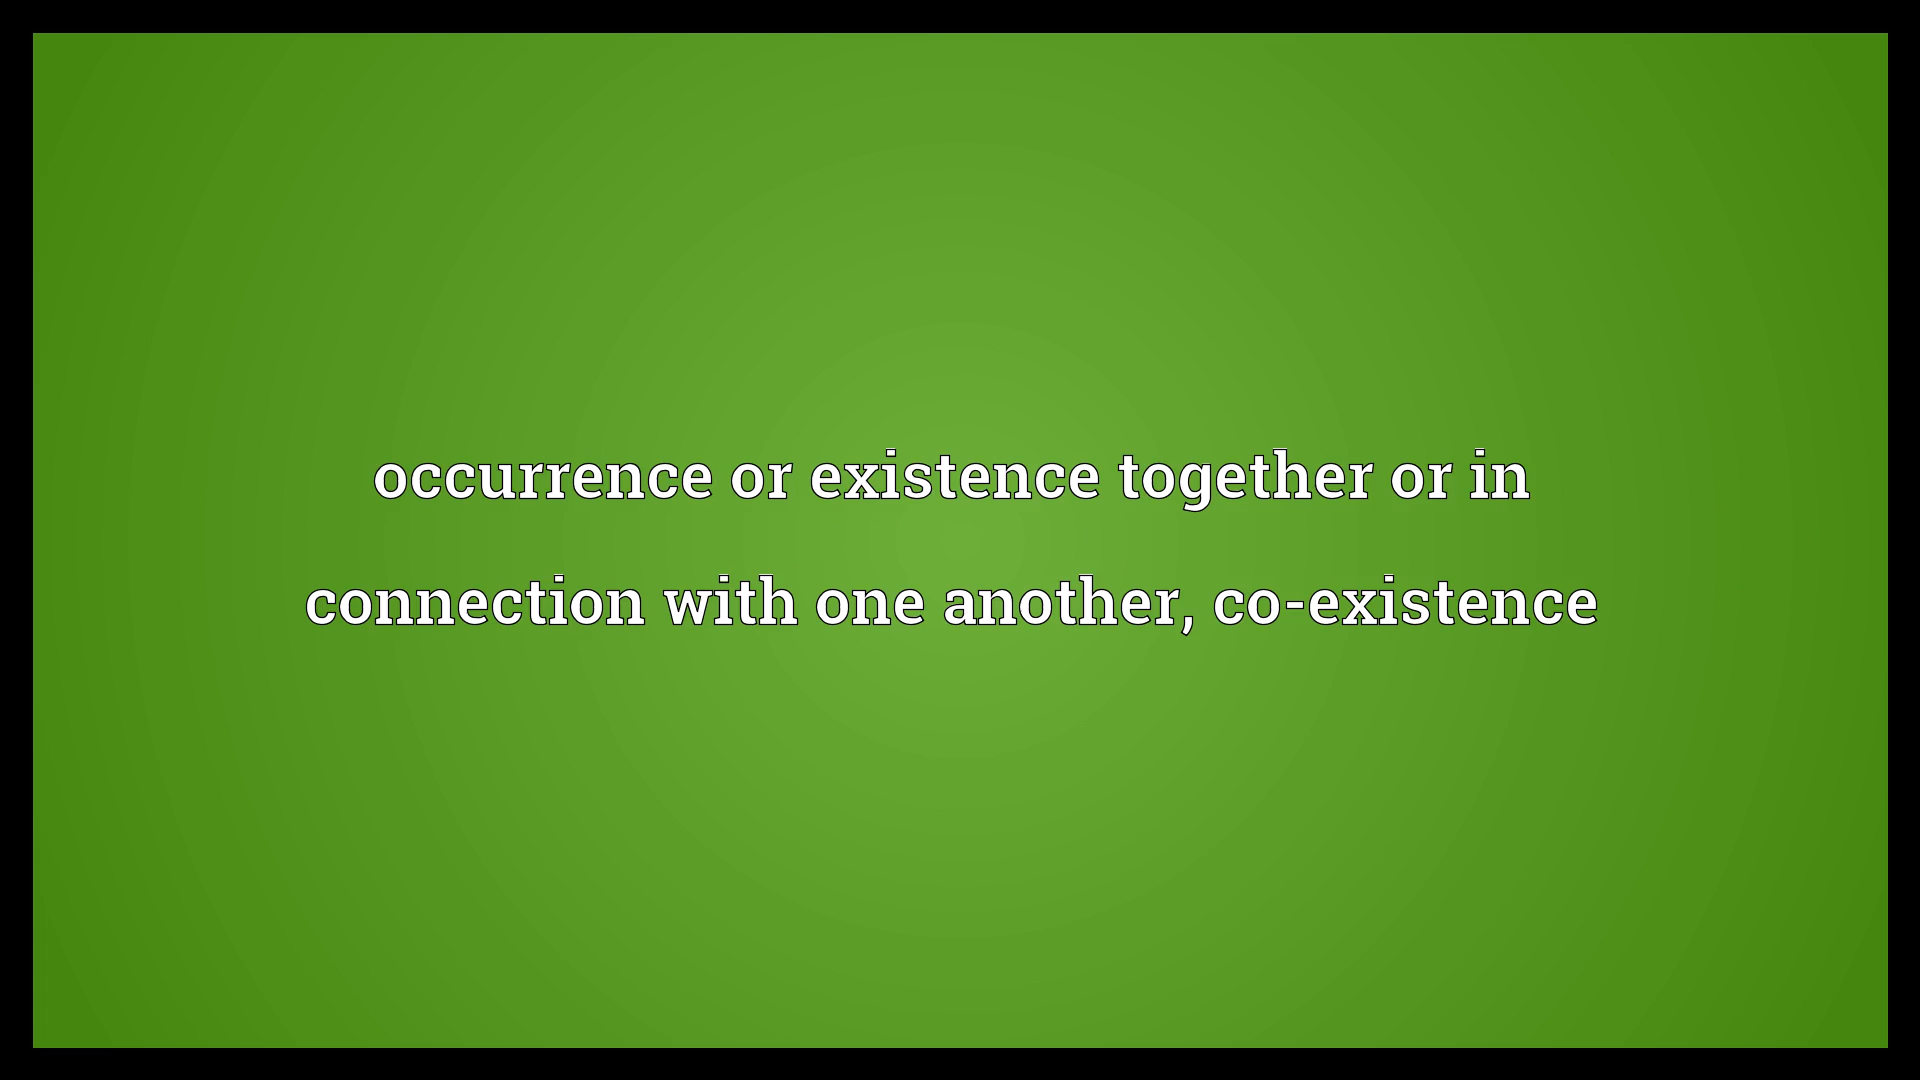 occurrence or existence together or in
connection with one another, co-existence